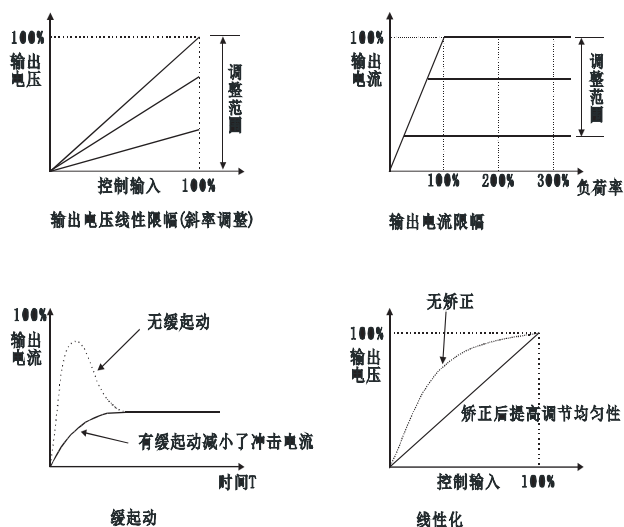 100%
输出
电压
调整范围
控制输入 100%
输出电压线性限幅(斜率调整)
100%
输出
电流
调整范围
100% 200% 300% 负荷率
输出电流限幅
100%
输出
电流
无缓起动
有缓起动减小了冲击电流
时间T
缓起动
无矫正
100%
输出
电压
矫正后提高调节均匀性
控制输入 100%
线性化